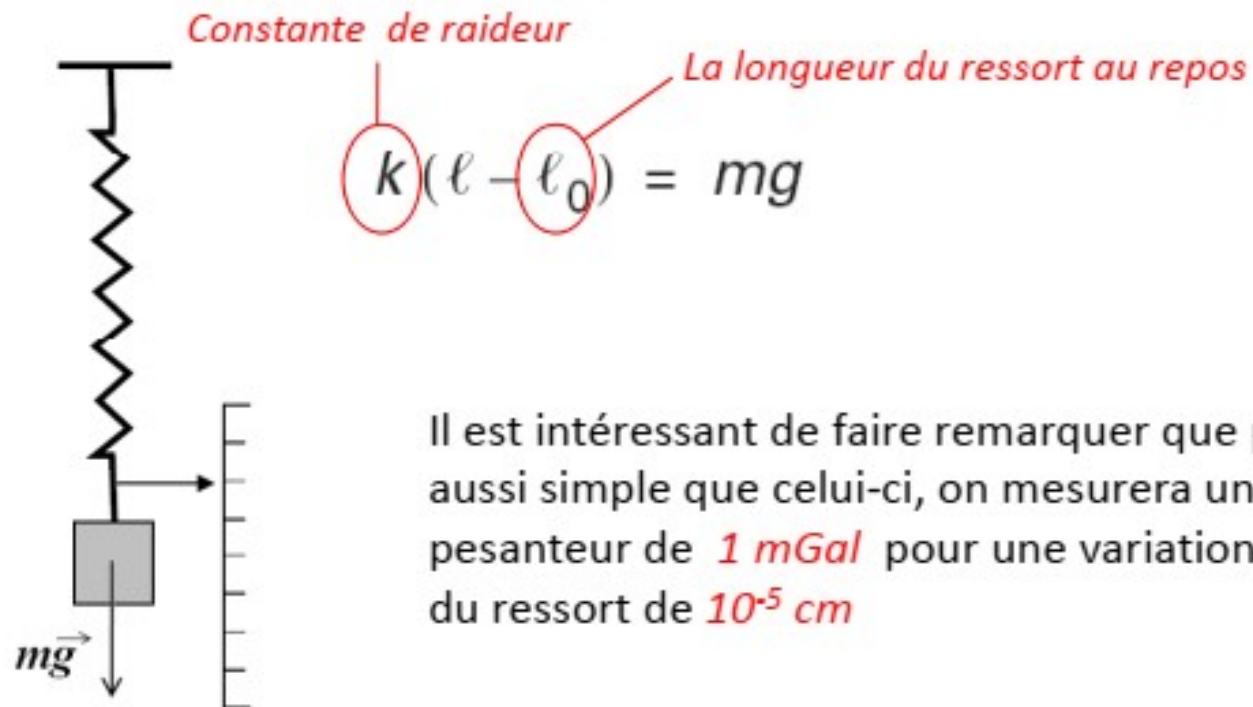 Constante de raideur
La longueur du ressort au repos
k(ℓ – ℓ₀) = mg
Il est intéressant de faire remarquer que
aussi simple que celui-ci, on mesurera un
pesanteur de 1 mGal pour une variation
du ressort de 10⁻⁵ cm
mg⃗